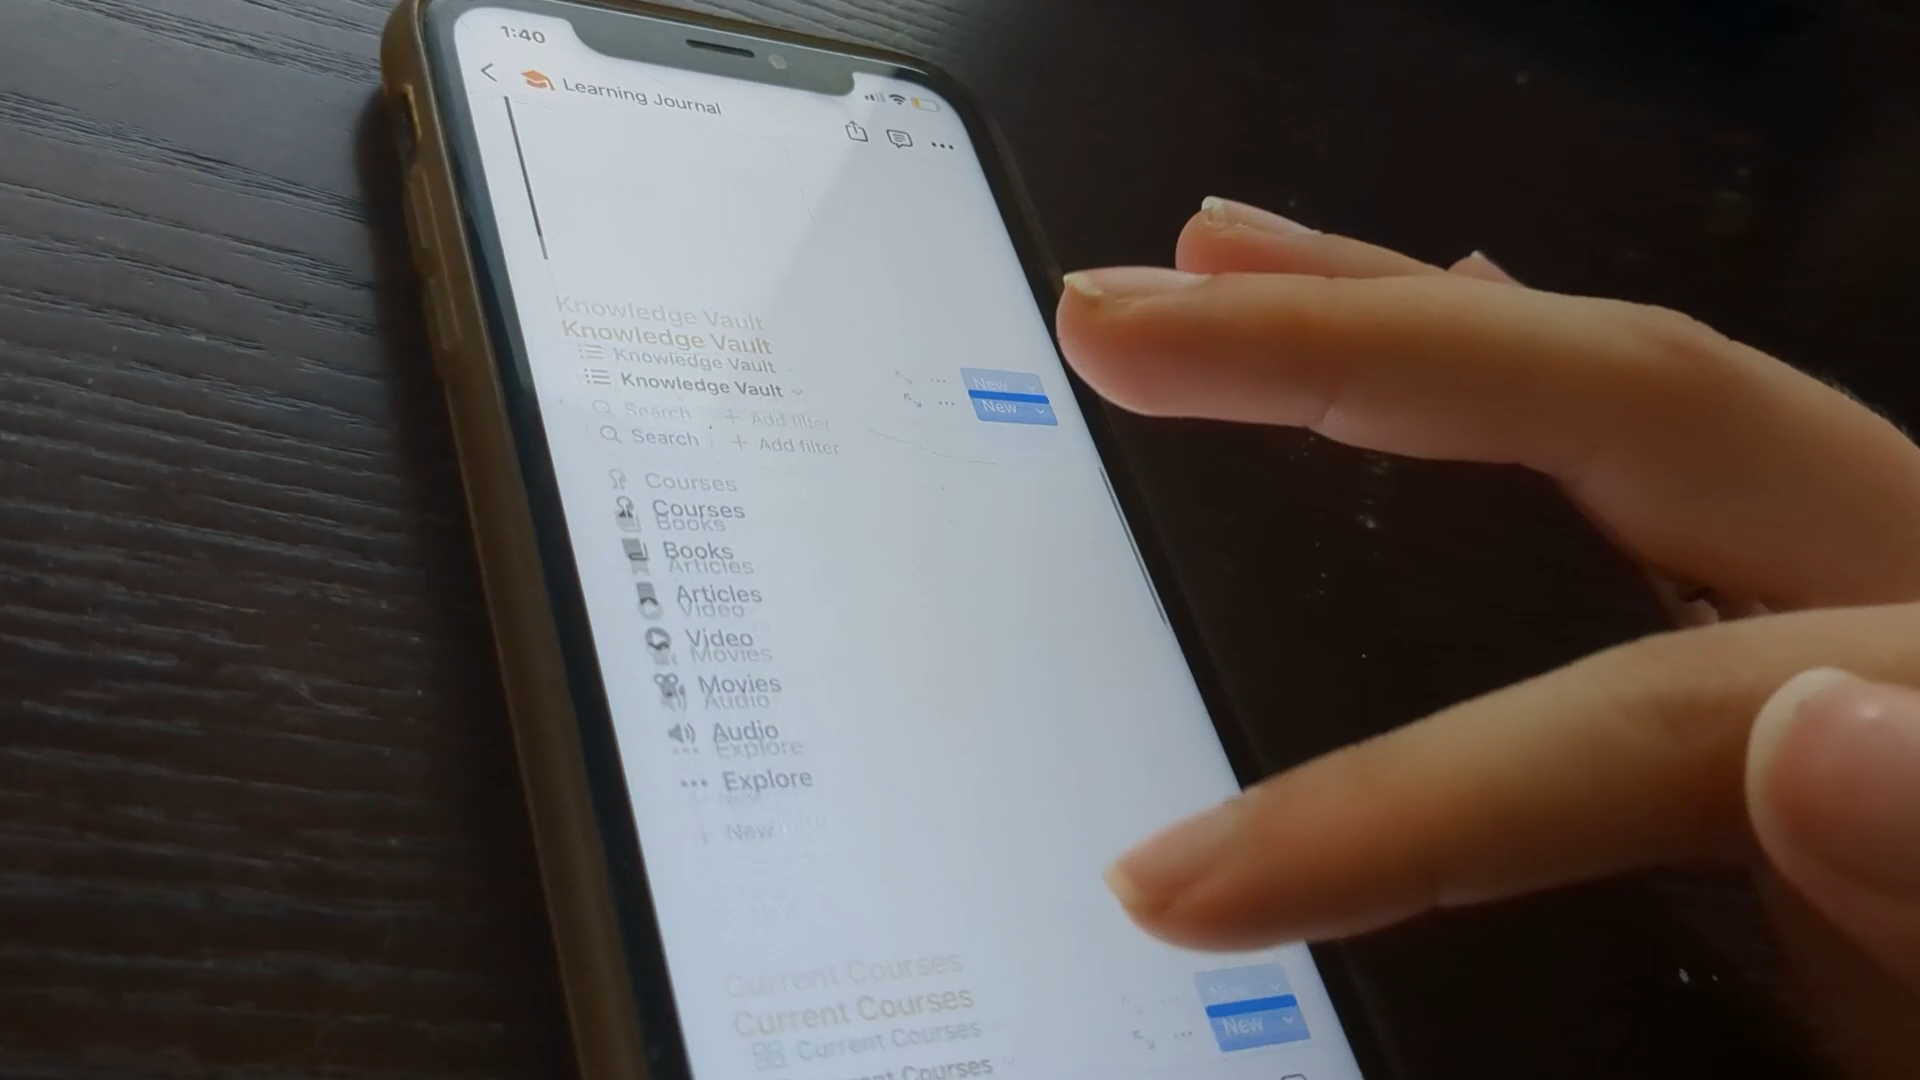 1:40
Learning Journal
Knowledge Vault
Knowledge Vault
Knowledge Vault
Knowledge Vault
New
New
Search + Add filter
Search + Add filter
Courses
Courses
Books
Books
Articles
Articles
Video
Video
Movies
Movies
Audio
Audio
Explore
Explore
+ New
Current Courses
Current Courses
Current Courses
New
Courses